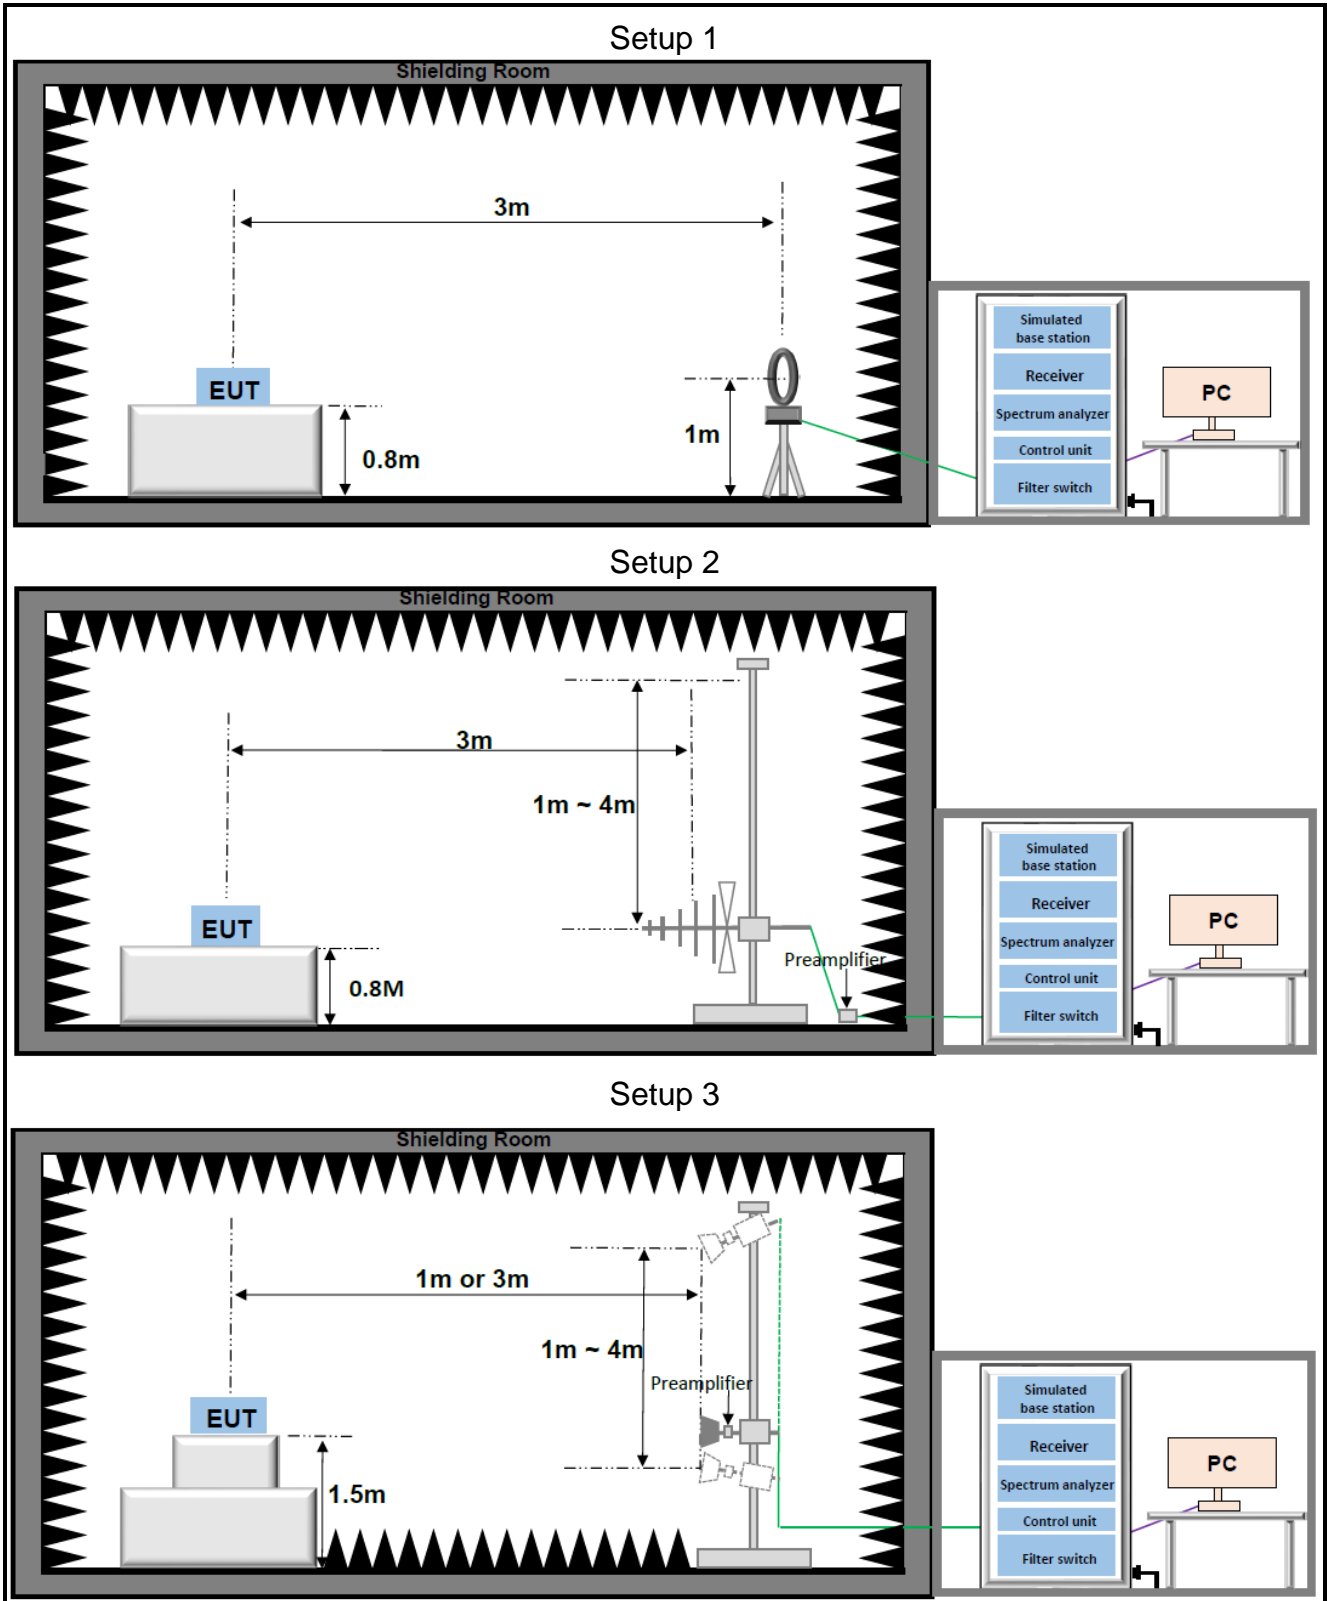 Setup 1
Shielding Room
3m
EUT
0.8m
1m
Simulated
base station
Receiver
Spectrum analyzer
Control unit
Filter switch
PC
Setup 2
Shielding Room
3m
1m ~ 4m
EUT
0.8M
Preamplifier
Simulated
base station
Receiver
Spectrum analyzer
Control unit
Filter switch
PC
Setup 3
Shielding Room
1m or 3m
1m ~ 4m
Preamplifier
EUT
1.5m
Simulated
base station
Receiver
Spectrum analyzer
Control unit
Filter switch
PC